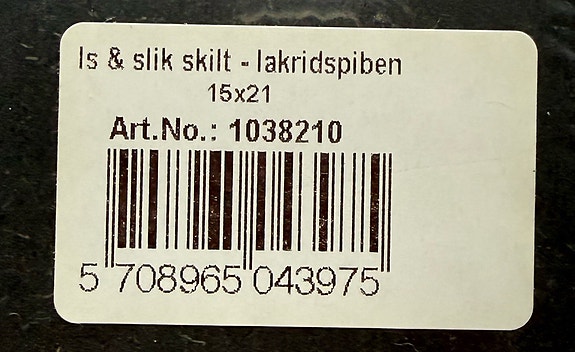 Is & slik skilt - lakridspiben
15x21
Art.No.: 1038210
5 708965 043975